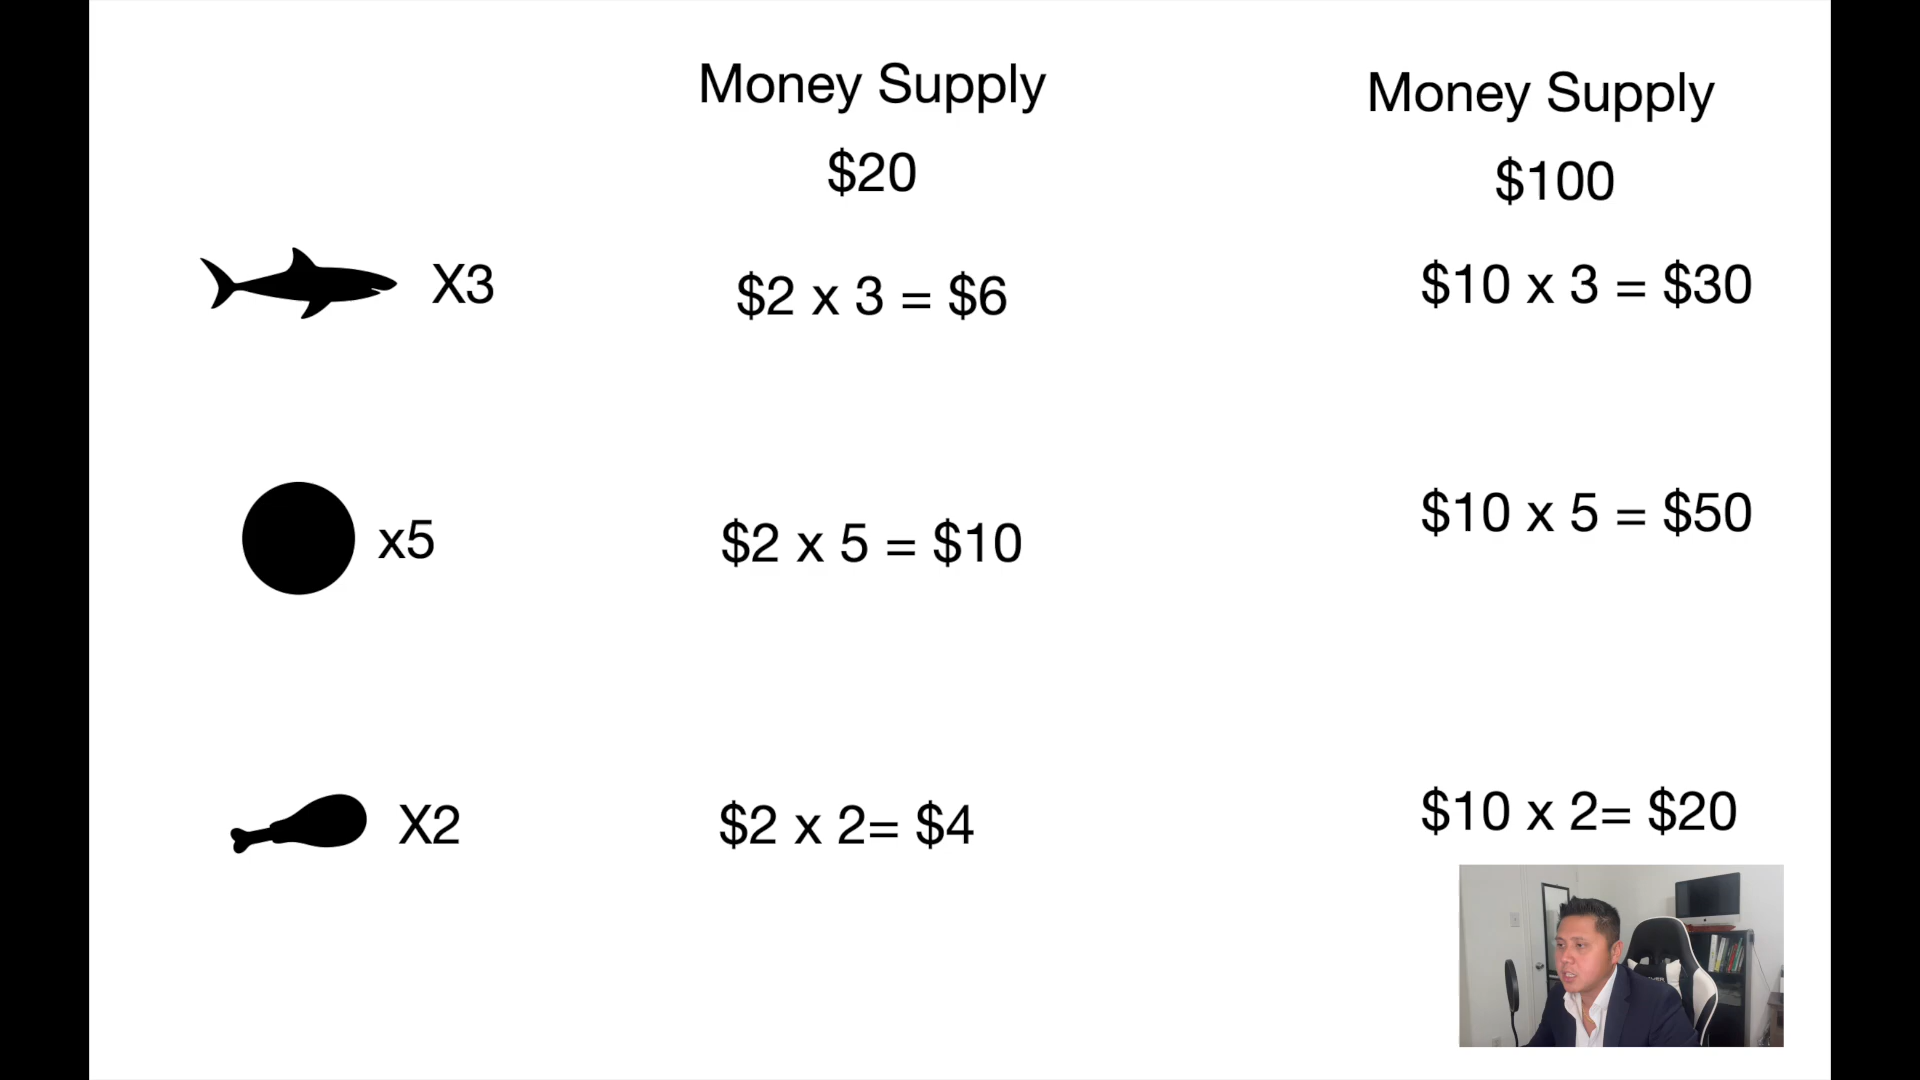 Money Supply
$20
Money Supply
$100
X3
$2 x 3 = $6
$10 x 3 = $30
x5
$2 x 5 = $10
$10 x 5 = $50
X2
$2 x 2= $4
$10 x 2= $20